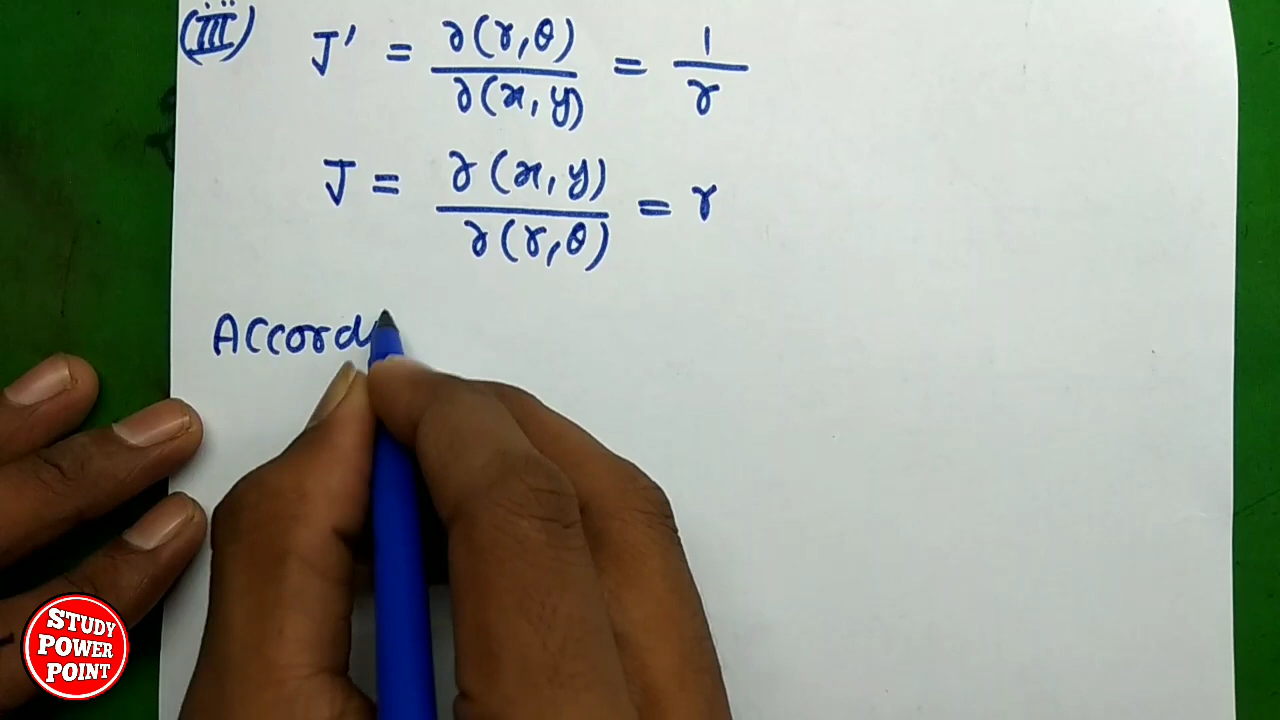 (iii) J' = ∂(r,θ)/∂(x,y) = 1/r
J = ∂(x,y)/∂(r,θ) = r
Accord
STUDY
POWER
POINT